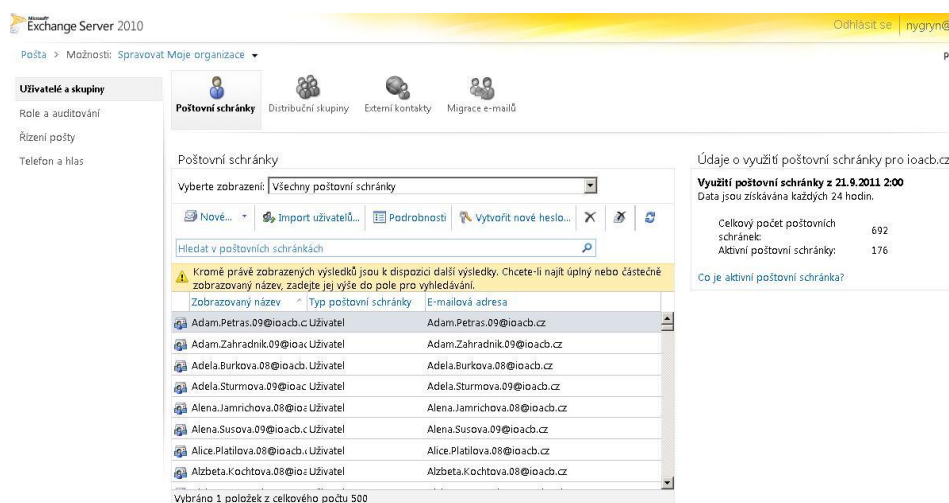 Microsoft
Exchange Server 2010
Odhlásit se
nygryn@
Pošta > Možnosti: Spravovat Moje organizace
Uživatelé a skupiny
Role a auditování
Řízení pošty
Telefon a hlas
Poštovní schránky
Distribuční skupiny
Externí kontakty
Migrace e-mailů
Poštovní schránky
Vyberte zobrazení: Všechny poštovní schránky
Nové...
Import uživatelů...
Podrobnosti
Vytvořit nové heslo...
Hledat v poštovních schránkách
Kromě právě zobrazených výsledků jsou k dispozici další výsledky. Chcete-li najít úplný nebo částečně
zobrazovaný název, zadejte jej výše do pole pro vyhledávání.
Zobrazovaný název Typ poštovní schránky E-mailová adresa
Adam.Petras.09@ioacb.c Uživatel Adam.Petras.09@ioacb.cz
Adam.Zahradnik.09@ioac Uživatel Adam.Zahradnik.09@ioacb.cz
Adela.Burkova.08@ioacb. Uživatel Adela.Burkova.08@ioacb.cz
Adela.Sturmova.09@ioac Uživatel Adela.Sturmova.09@ioacb.cz
Alena.Jamrichova.08@ioa Uživatel Alena.Jamrichova.08@ioacb.cz
Alena.Susova.09@ioacb.c Uživatel Alena.Susova.09@ioacb.cz
Alice.Platilova.08@ioacb.c Uživatel Alice.Platilova.08@ioacb.cz
Alzbeta.Kochtova.08@ioa Uživatel Alzbeta.Kochtova.08@ioacb.cz
Vybráno 1 položek z celkového počtu 500
Údaje o využití poštovní schránky pro ioacb.cz
Využití poštovní schránky z 21.9.2011 2:00
Data jsou získávána každých 24 hodin.
Celkový počet poštovních
schránek: 692
Aktivní poštovní schránky: 176
Co je aktivní poštovní schránka?